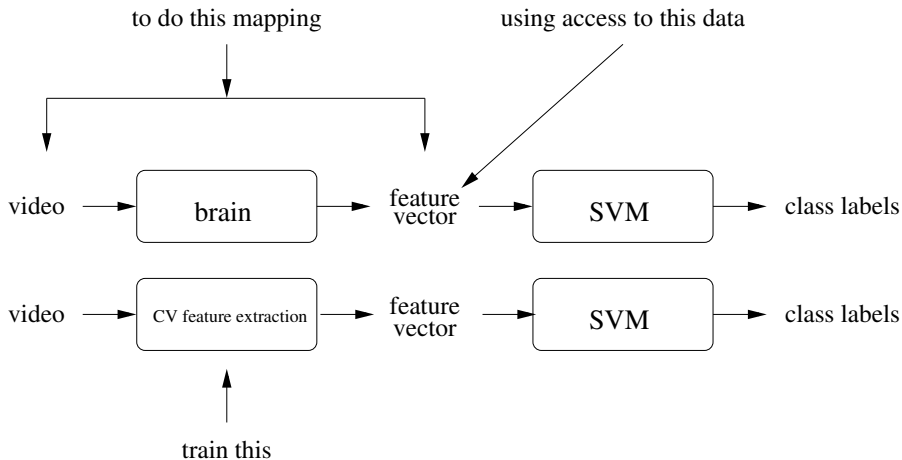 to do this mapping
using access to this data
video
brain
feature
vector
SVM
class labels
video
CV feature extraction
feature
vector
SVM
class labels
train this